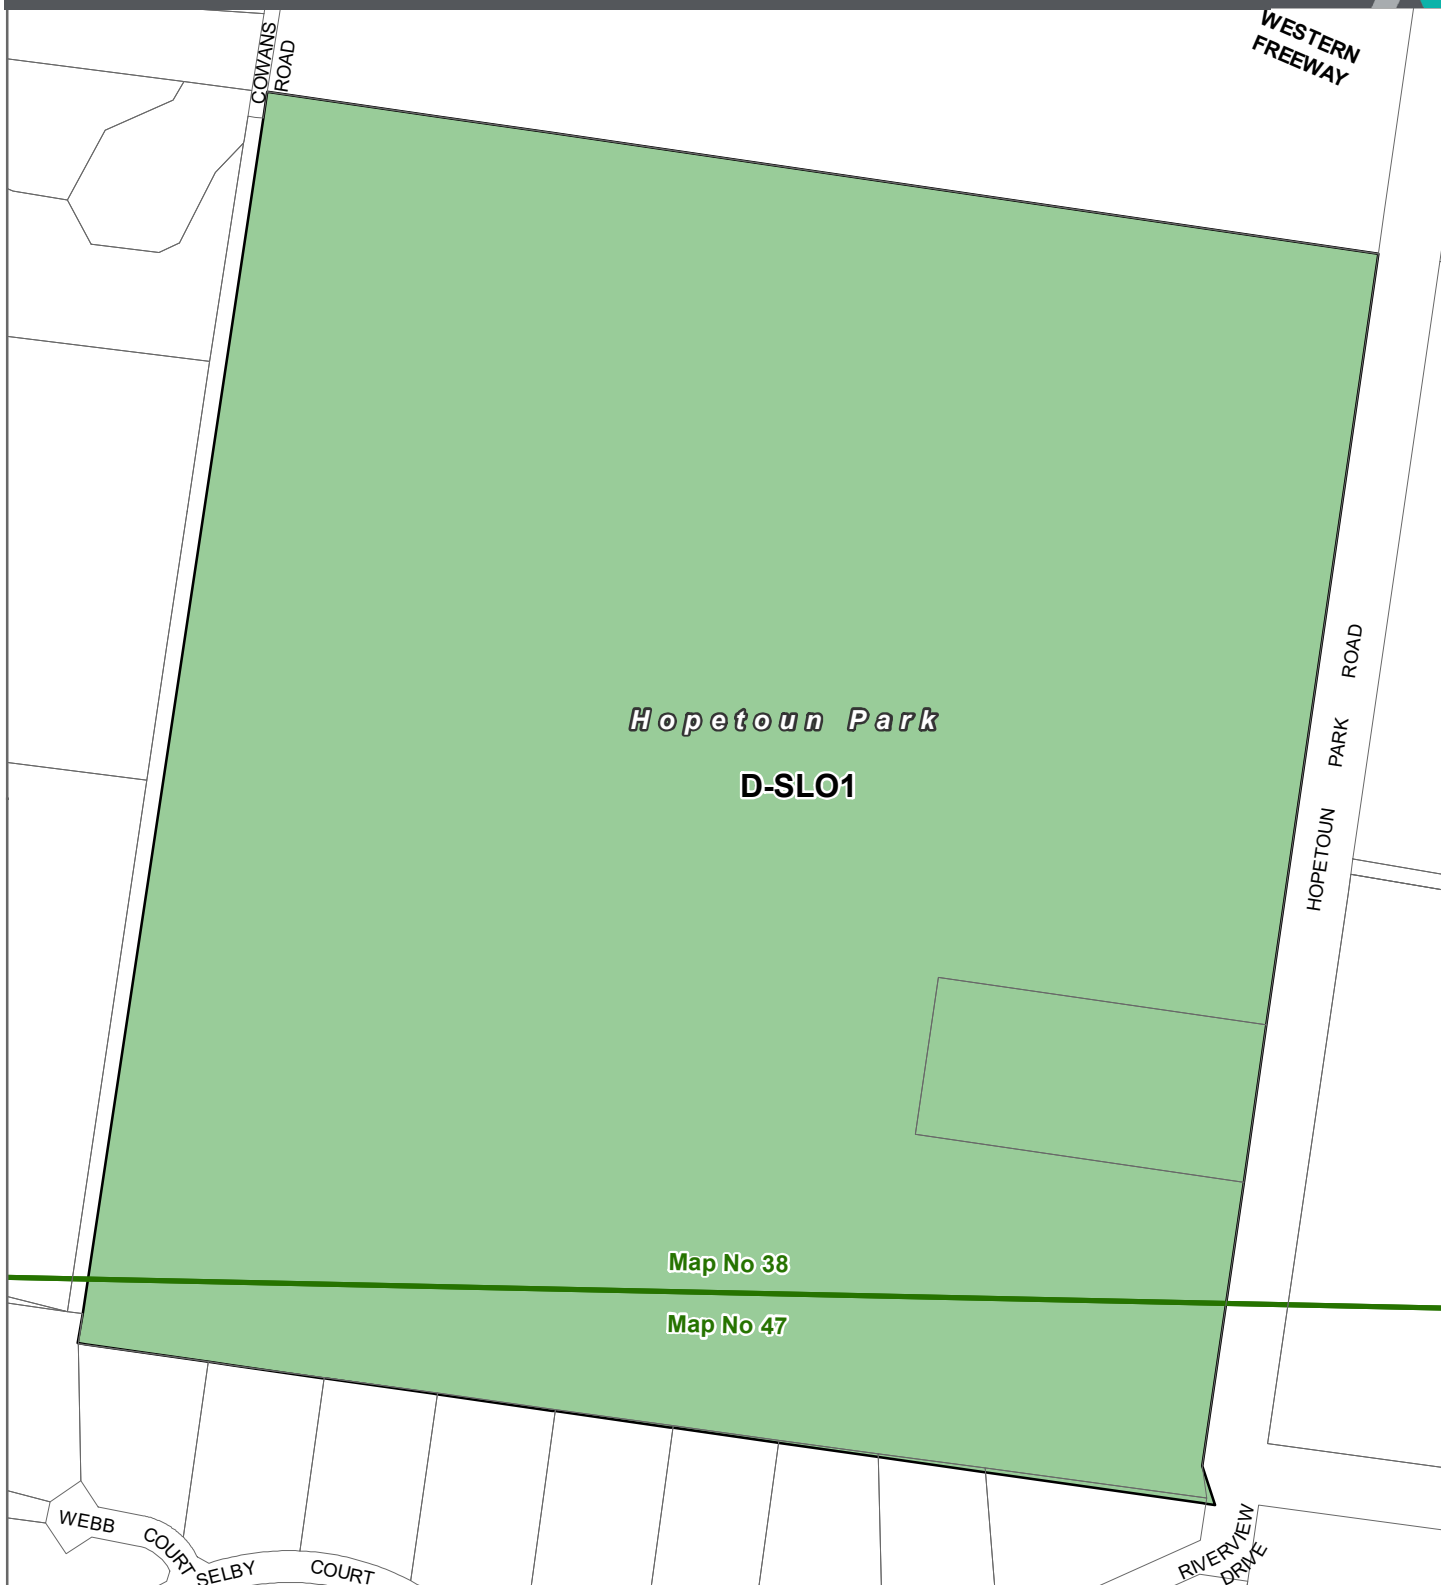 WESTERN
FREEWAY
COWANS
ROAD
Hopetoun Park
D-SLO1
HOPETOUN PARK ROAD
Map No 38
Map No 47
WEBB COURT
SELBY COURT
RIVERVIEW
DRIVE